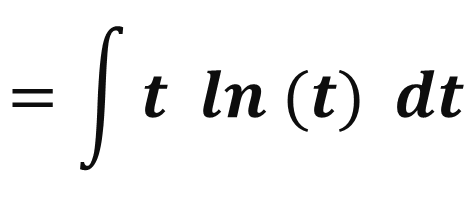 = ∫ t ln (t) dt